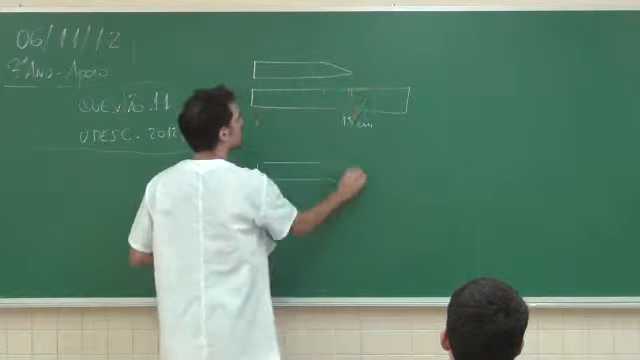 06/11/12
3º Ano - Apoio
QUESTÃO. 11
UDESC. 2012
15 cm